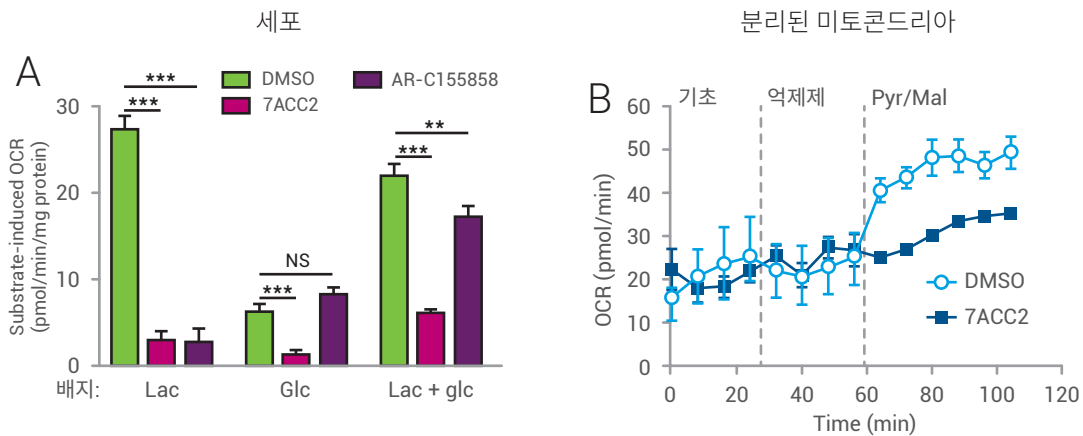 세포
분리된 미토콘드리아
A
DMSO
AR-C155858
7ACC2
Substrate-induced OCR
(pmol/min/mg protein)
30
20
10
0
***
***
***
NS
**
***
배지:
Lac
Glc
Lac + glc
B
기초
억제제
Pyr/Mal
OCR (pmol/min)
60
50
40
30
20
10
0
DMSO
7ACC2
0
20
40
60
80
100
120
Time (min)